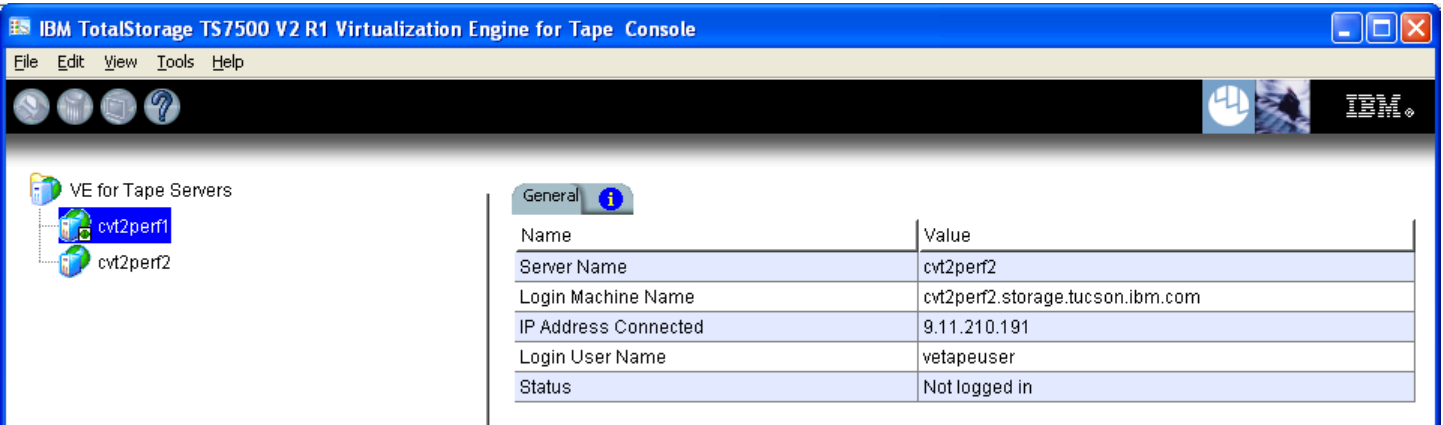 IBM TotalStorage TS7500 V2 R1 Virtualization Engine for Tape Console
File Edit View Tools Help
IBM
VE for Tape Servers
cvt2perf1
cvt2perf2
General
Name Value
Server Name cvt2perf2
Login Machine Name cvt2perf2.storage.tucson.ibm.com
IP Address Connected 9.11.210.191
Login User Name vetapeuser
Status Not logged in